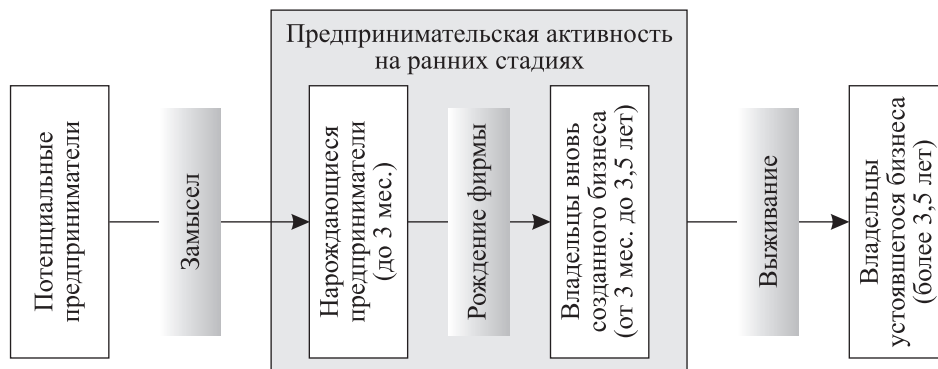 Предпринимательская активность
на ранних стадиях
Потенциальные
предприниматели
Замысел
Нарождающиеся
предприниматели
(до 3 мес.)
Рождение фирмы
Владельцы вновь
созданного бизнеса
(от 3 мес. до 3,5 лет)
Выживание
Владельцы
устоявшегося бизнеса
(более 3,5 лет)